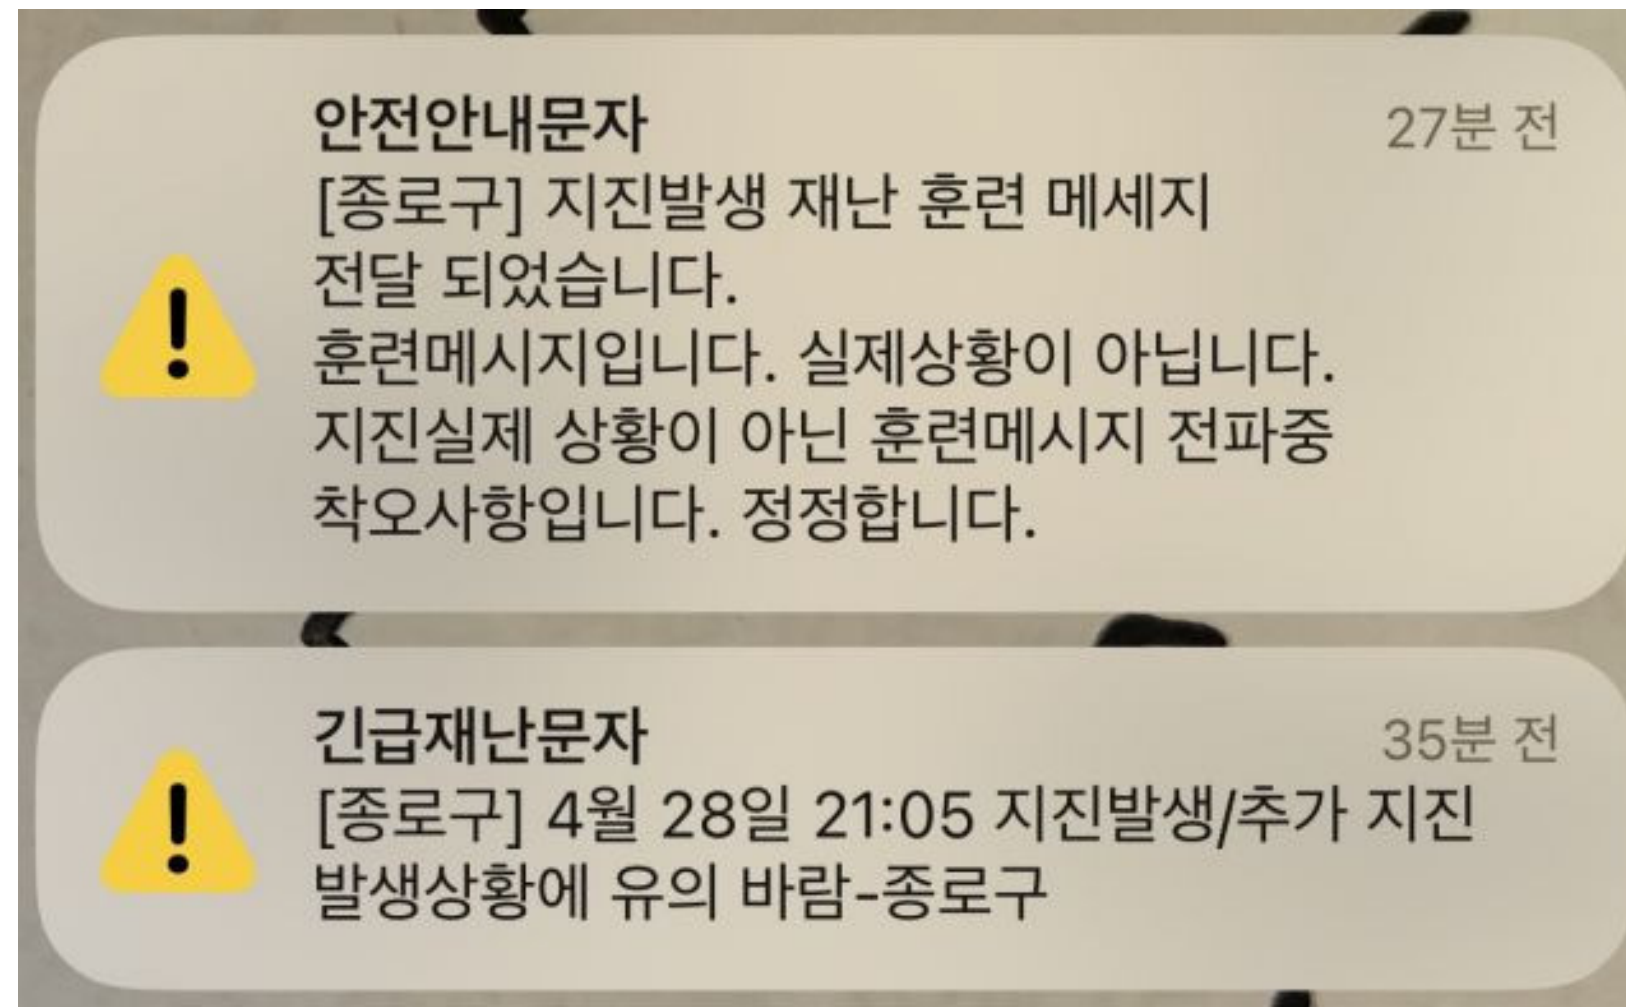 안전안내문자 27분 전
[종로구] 지진발생 재난 훈련 메세지
전달 되었습니다.
훈련메시지입니다. 실제상황이 아닙니다.
지진실제 상황이 아닌 훈련메시지 전파중
착오사항입니다. 정정합니다.
긴급재난문자 35분 전
[종로구] 4월 28일 21:05 지진발생/추가 지진
발생상황에 유의 바람-종로구